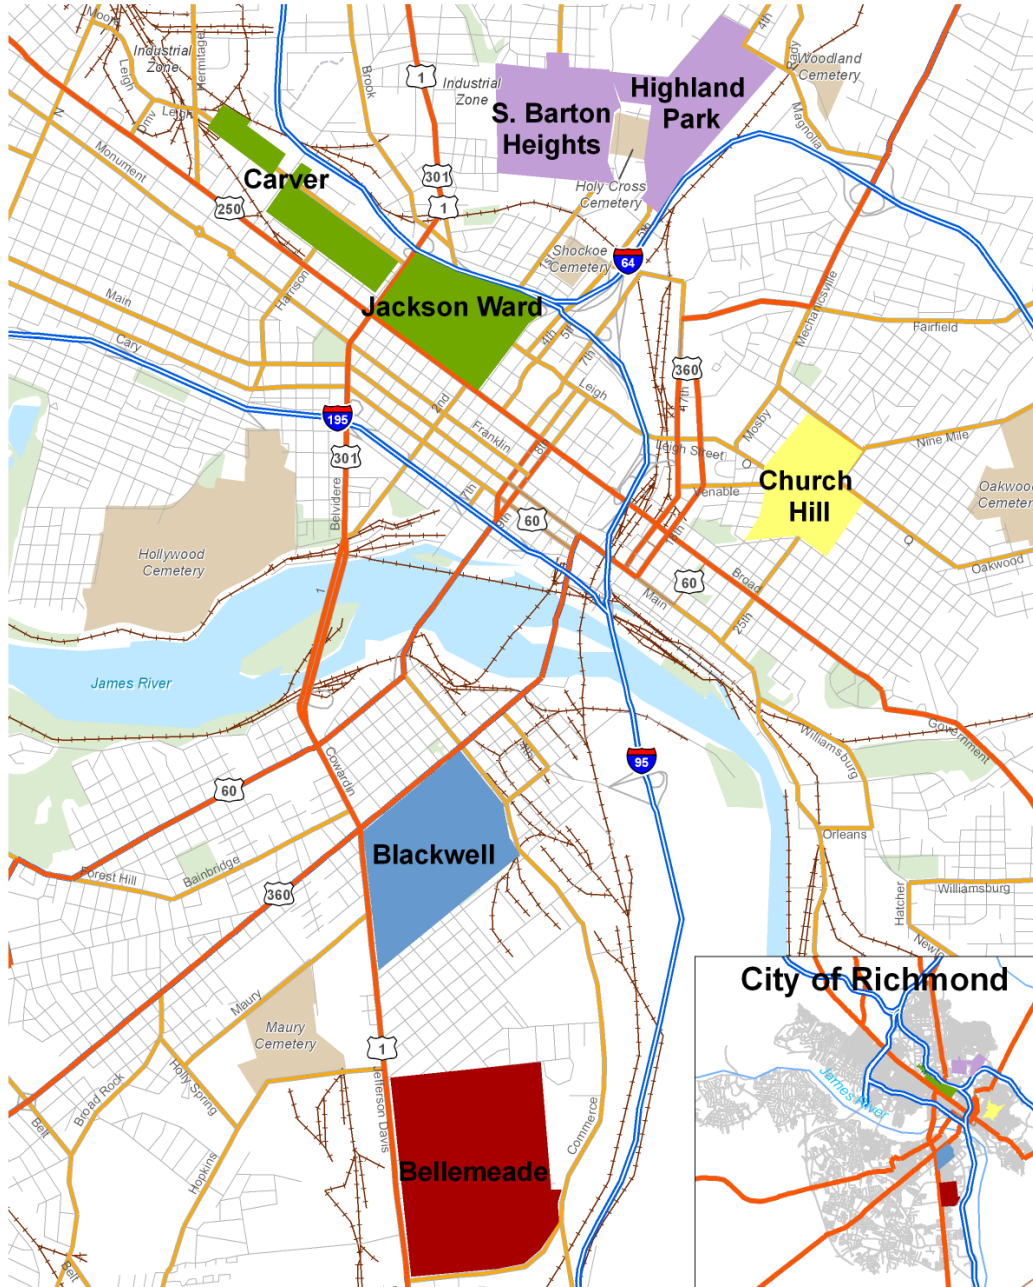 Moore
Industrial
Zone
Hermitage
Leigh
Dmv
Leigh
N
Monument
250
Carver
Brook
1
Industrial
Zone
301
1
S. Barton
Heights
Highland
Park
4th
Rady
Woodland
Cemetery
Magnolia
Holy Cross
Cemetery
5th
1st
Shockoe
Cemetery
64
Mechanicsville
Fairfield
Main
Cary
Harrison
Jackson Ward
4th
5th
7th
Leigh
360
17th
195
301
2nd
Franklin
8th
Leigh Street
Mosby
Q
Venable
Nine Mile
Church
Hill
Oakwood
Cemetery
Q
Oakwood
Belvidere
7th
60
Hollywood
Cemetery
1
Main
60
Broad
25th
James River
Government
Williamsburg
95
Cowardin
60
Orleans
Blackwell
Forest Hill
Bainbridge
360
Hatcher
Williamsburg
Maury
Maury
Cemetery
1
Jefferson Davis
Holly Spring
Broad Rock
Belt
Hopkins
Commerce
Bellemeade
Belt
City of Richmond
James River